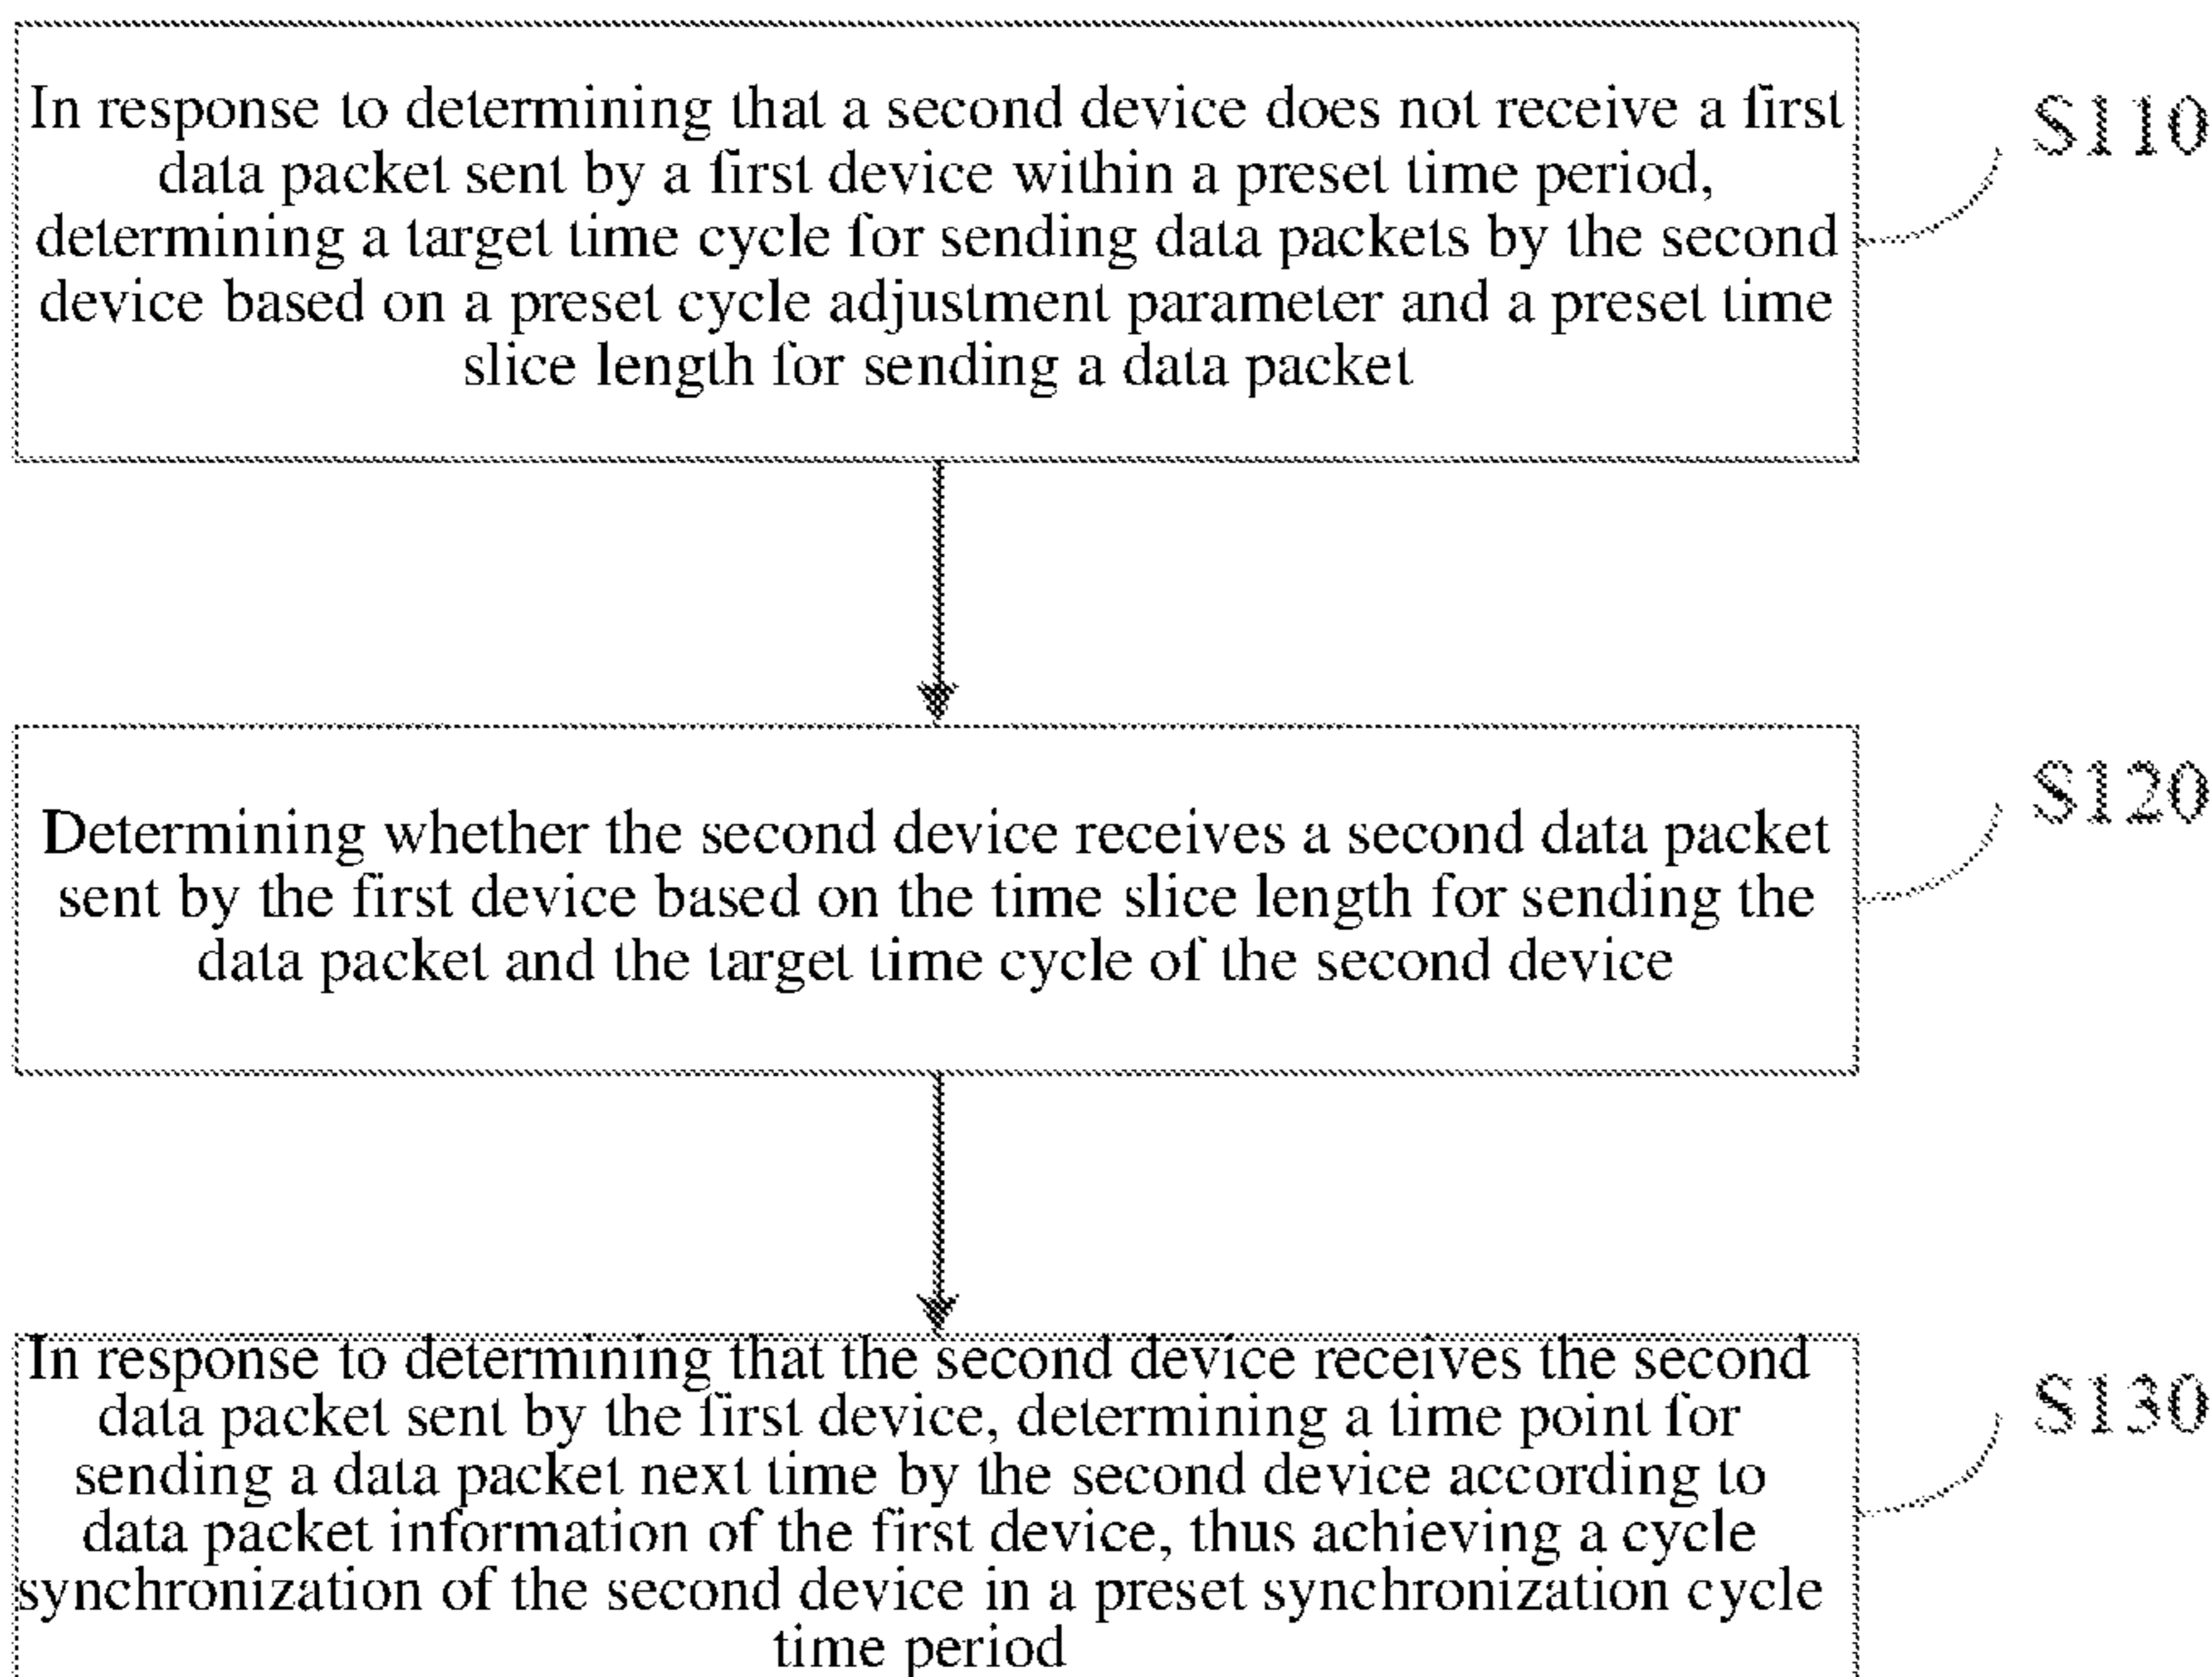 In response to determining that a second device does not receive a first
data packet sent by a first device within a preset time period,
determining a target time cycle for sending data packets by the second
device based on a preset cycle adjustment parameter and a preset time
slice length for sending a data packet
S110
Determining whether the second device receives a second data packet
sent by the first device based on the time slice length for sending the
data packet and the target time cycle of the second device
S120
In response to determining that the second device receives the second
data packet sent by the first device, determining a time point for
sending a data packet next time by the second device according to
data packet information of the first device, thus achieving a cycle
synchronization of the second device in a preset synchronization cycle
time period
S130